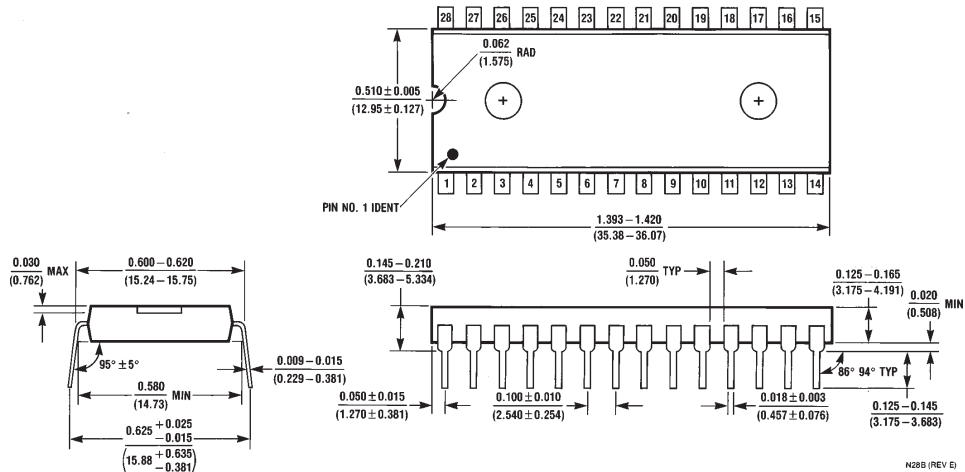 28 27 26 25 24 23 22 21 20 19 18 17 16 15
0.062
(1.575) RAD
0.510 ± 0.005
(12.95 ± 0.127)
1 2 3 4 5 6 7 8 9 10 11 12 13 14
PIN NO. 1 IDENT
1.393 – 1.420
(35.38 – 36.07)
0.030
(0.762) MAX
0.600 – 0.620
(15.24 – 15.75)
0.145 – 0.210
(3.683 – 5.334)
0.050
(1.270) TYP
0.125 – 0.165
(3.175 – 4.191)
0.020
(0.508) MIN
95° ± 5°
0.009 – 0.015
(0.229 – 0.381)
86° 94° TYP
0.580
(14.73) MIN
0.050 ± 0.015
(1.270 ± 0.381)
0.100 ± 0.010
(2.540 ± 0.254)
0.018 ± 0.003
(0.457 ± 0.076)
0.125 – 0.145
(3.175 – 3.683)
0.625 + 0.025
– 0.015
(15.88 + 0.635
– 0.381)
N28B (REV E)